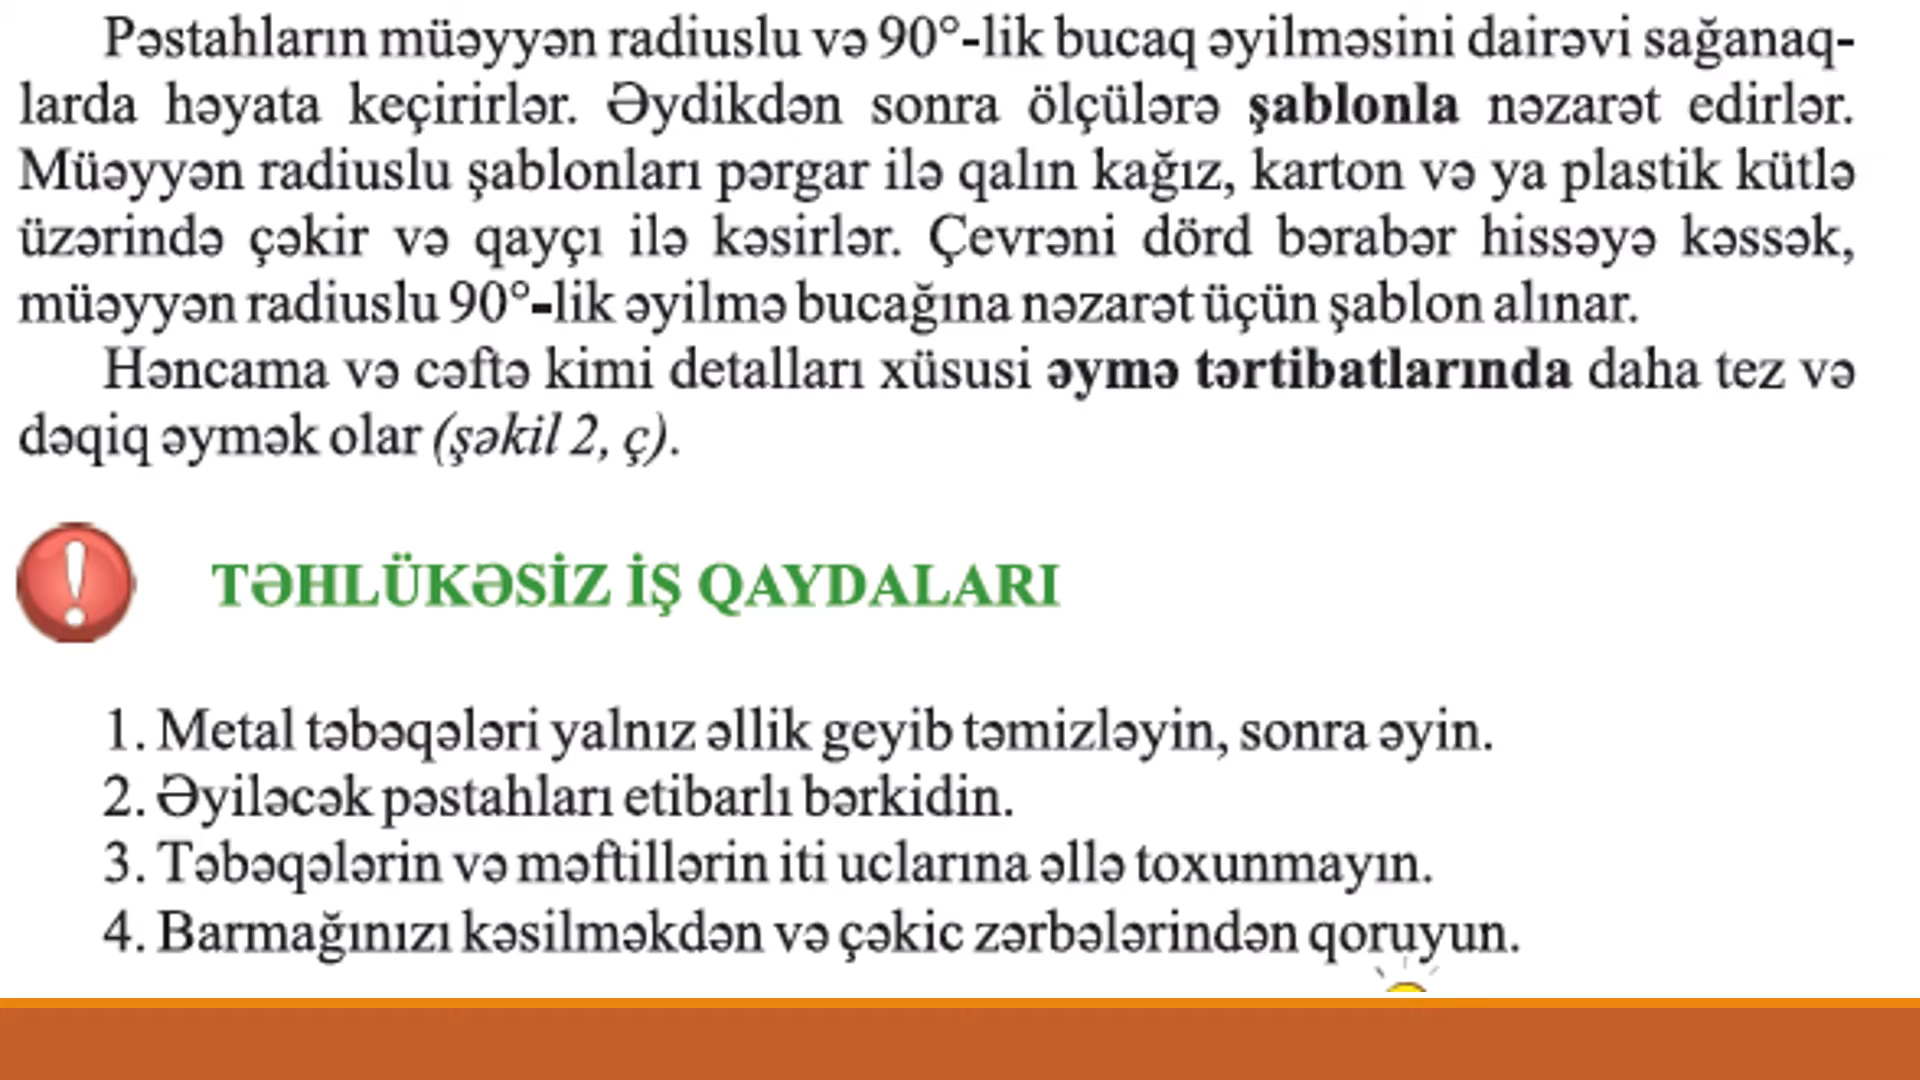 Pəstahların müəyyən radiuslu və 90°-lik bucaq əyilməsini dairəvi sağanaq-
larda həyata keçirirlər. Əydikdən sonra ölçülərə şablonla nəzarət edirlər.
Müəyyən radiuslu şablonları pərgar ilə qalın kağız, karton və ya plastik kütlə
üzərində çəkir və qayçı ilə kəsirlər. Çevrəni dörd bərabər hissəyə kəssək,
müəyyən radiuslu 90°-lik əyilmə bucağına nəzarət üçün şablon alınar.
Həncama və cəftə kimi detalları xüsusi əymə tərtibatlarında daha tez və
dəqiq əymək olar (şəkil 2, ç).
TƏHLÜKƏSİZ İŞ QAYDALARI
1. Metal təbəqələri yalnız əllik geyib təmizləyin, sonra əyin.
2. Əyiləcək pəstahları etibarlı bərkidin.
3. Təbəqələrin və məftillərin iti uclarına əllə toxunmayın.
4. Barmağınızı kəsilməkdən və çəkic zərbələrindən qoruyun.